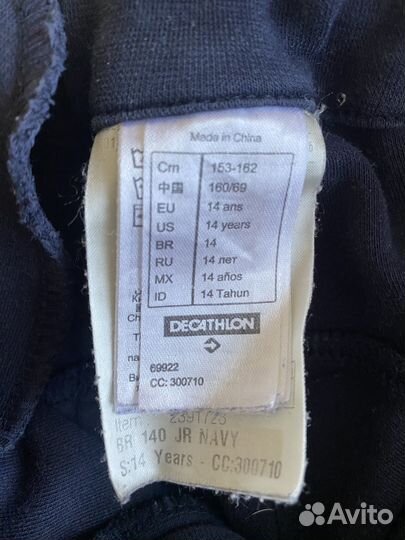 Made in China
Cm 153-162
中国 160/69
EU 14 ans
US 14 years
BR 14
RU 14 лет
MX 14 años
ID 14 Tahun
DECATHLON
69922
CC: 300710
Item: 2391723
BR 140 JR NAVY
S:14 Years - CC:300710
Avito